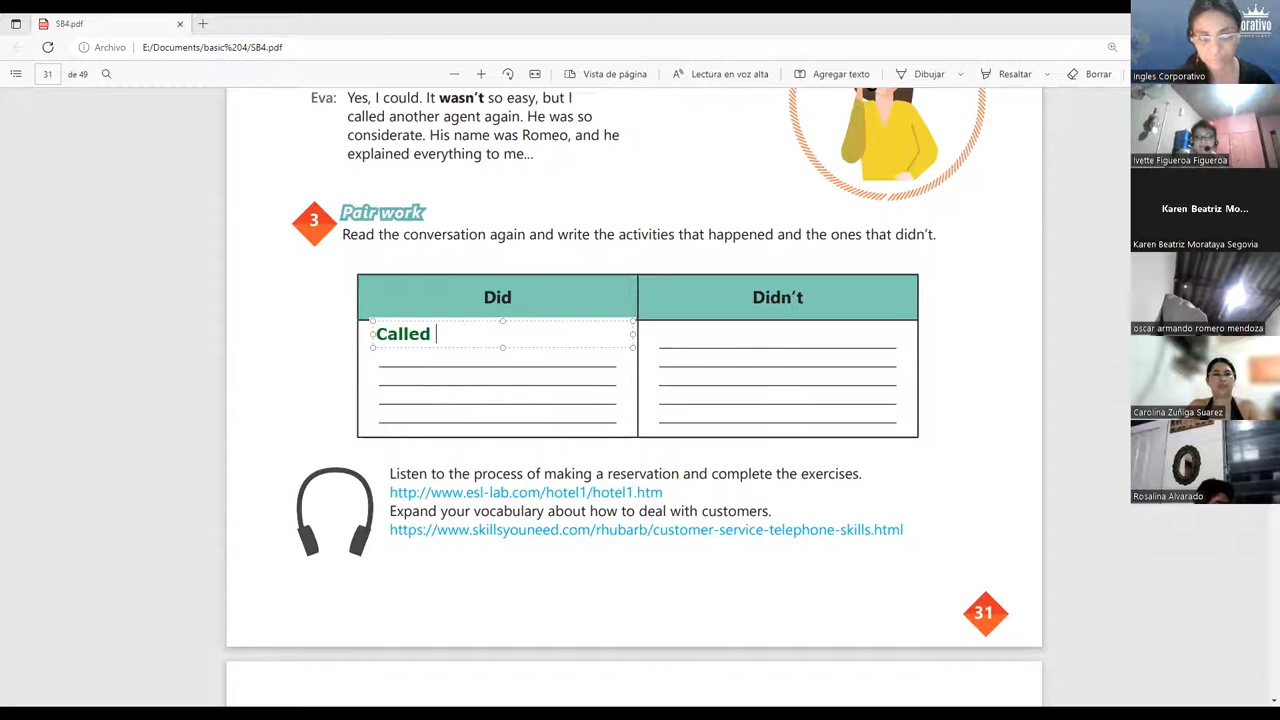 SB4.pdf
Archivo
E:/Documents/basic%204/SB4.pdf
31
de 49
Vista de página
Lectura en voz alta
Agregar texto
Dibujar
Resaltar
Borrar
Eva: Yes, I could. It wasn't so easy, but I
called another agent again. He was so
considerate. His name was Romeo, and he
explained everything to me...
3
Pair work
Read the conversation again and write the activities that happened and the ones that didn't.
Did
Didn't
Called
Listen to the process of making a reservation and complete the exercises.
http://www.esl-lab.com/hotel1/hotel1.htm
Expand your vocabulary about how to deal with customers.
https://www.skillsyouneed.com/rhubarb/customer-service-telephone-skills.html
31
orativo
Ingles Corporativo
Ivette Figueroa Figueroa
Karen Beatriz Mo...
Karen Beatriz Morataya Segovia
oscar armando romero mendoza
Carolina Zuñiga Suarez
Rosalina Alvarado